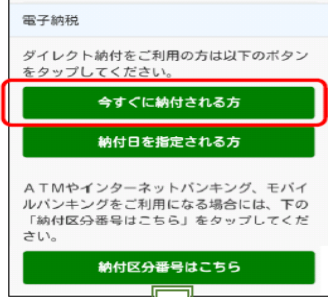 電子納税
ダイレクト納付をご利用の方は以下のボタン
をタップしてください。
今すぐに納付される方
納付日を指定される方
ATMやインターネットバンキング、モバイ
ルバンキングをご利用になる場合には、下の
「納付区分番号はこちら」をタップしてくだ
さい。
納付区分番号はこちら